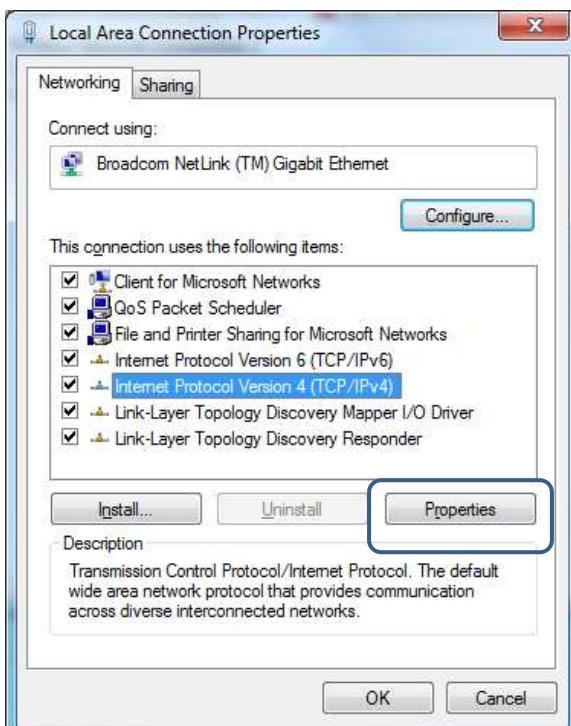 Local Area Connection Properties
X
Networking Sharing
Connect using:
Broadcom NetLink (TM) Gigabit Ethernet
Configure...
This connection uses the following items:
Client for Microsoft Networks
QoS Packet Scheduler
File and Printer Sharing for Microsoft Networks
Internet Protocol Version 6 (TCP/IPv6)
Internet Protocol Version 4 (TCP/IPv4)
Link-Layer Topology Discovery Mapper I/O Driver
Link-Layer Topology Discovery Responder
Install... Uninstall Properties
Description
Transmission Control Protocol/Internet Protocol. The default
wide area network protocol that provides communication
across diverse interconnected networks.
OK Cancel